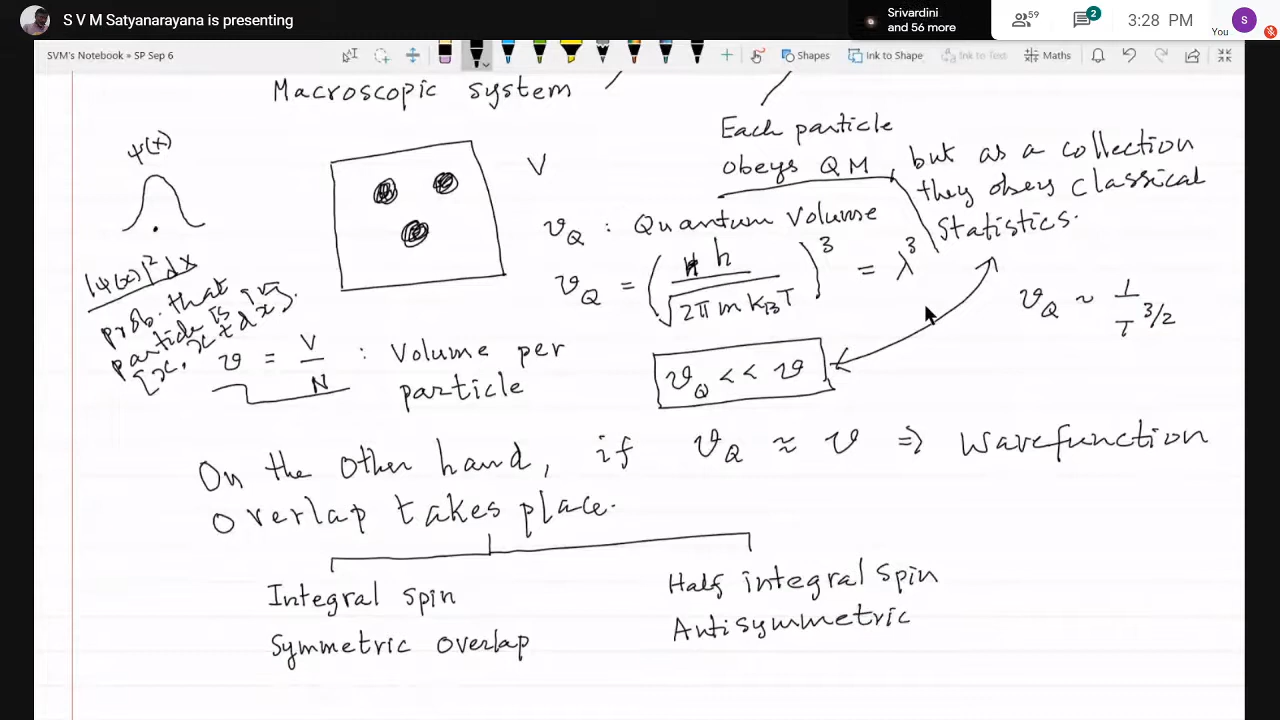 S V M Satyanarayana is presenting
Srivardini
and 56 more
59
2
3:28 PM
S
You
SVM's Notebook » SP Sep 6
Shapes
Ink to Shape
Ink to Text
Maths
Macroscopic system
Each particle
obeys QM, but as a collection
they obey classical
statistics.
ψ(x)
|ψ(x)|² dx
prob. that
particle is in
[x, x+dx].
V
v_Q : Quantum Volume
v_Q = (h / √(2π m k_B T))³ = λ³
v_Q ~ 1 / T^3/2
v = V / N : Volume per
particle
v_Q << v
On the other hand, if v_Q ≈ v ⇒ wavefunction
overlap takes place.
Integral spin
Symmetric overlap
Half integral spin
Antisymmetric